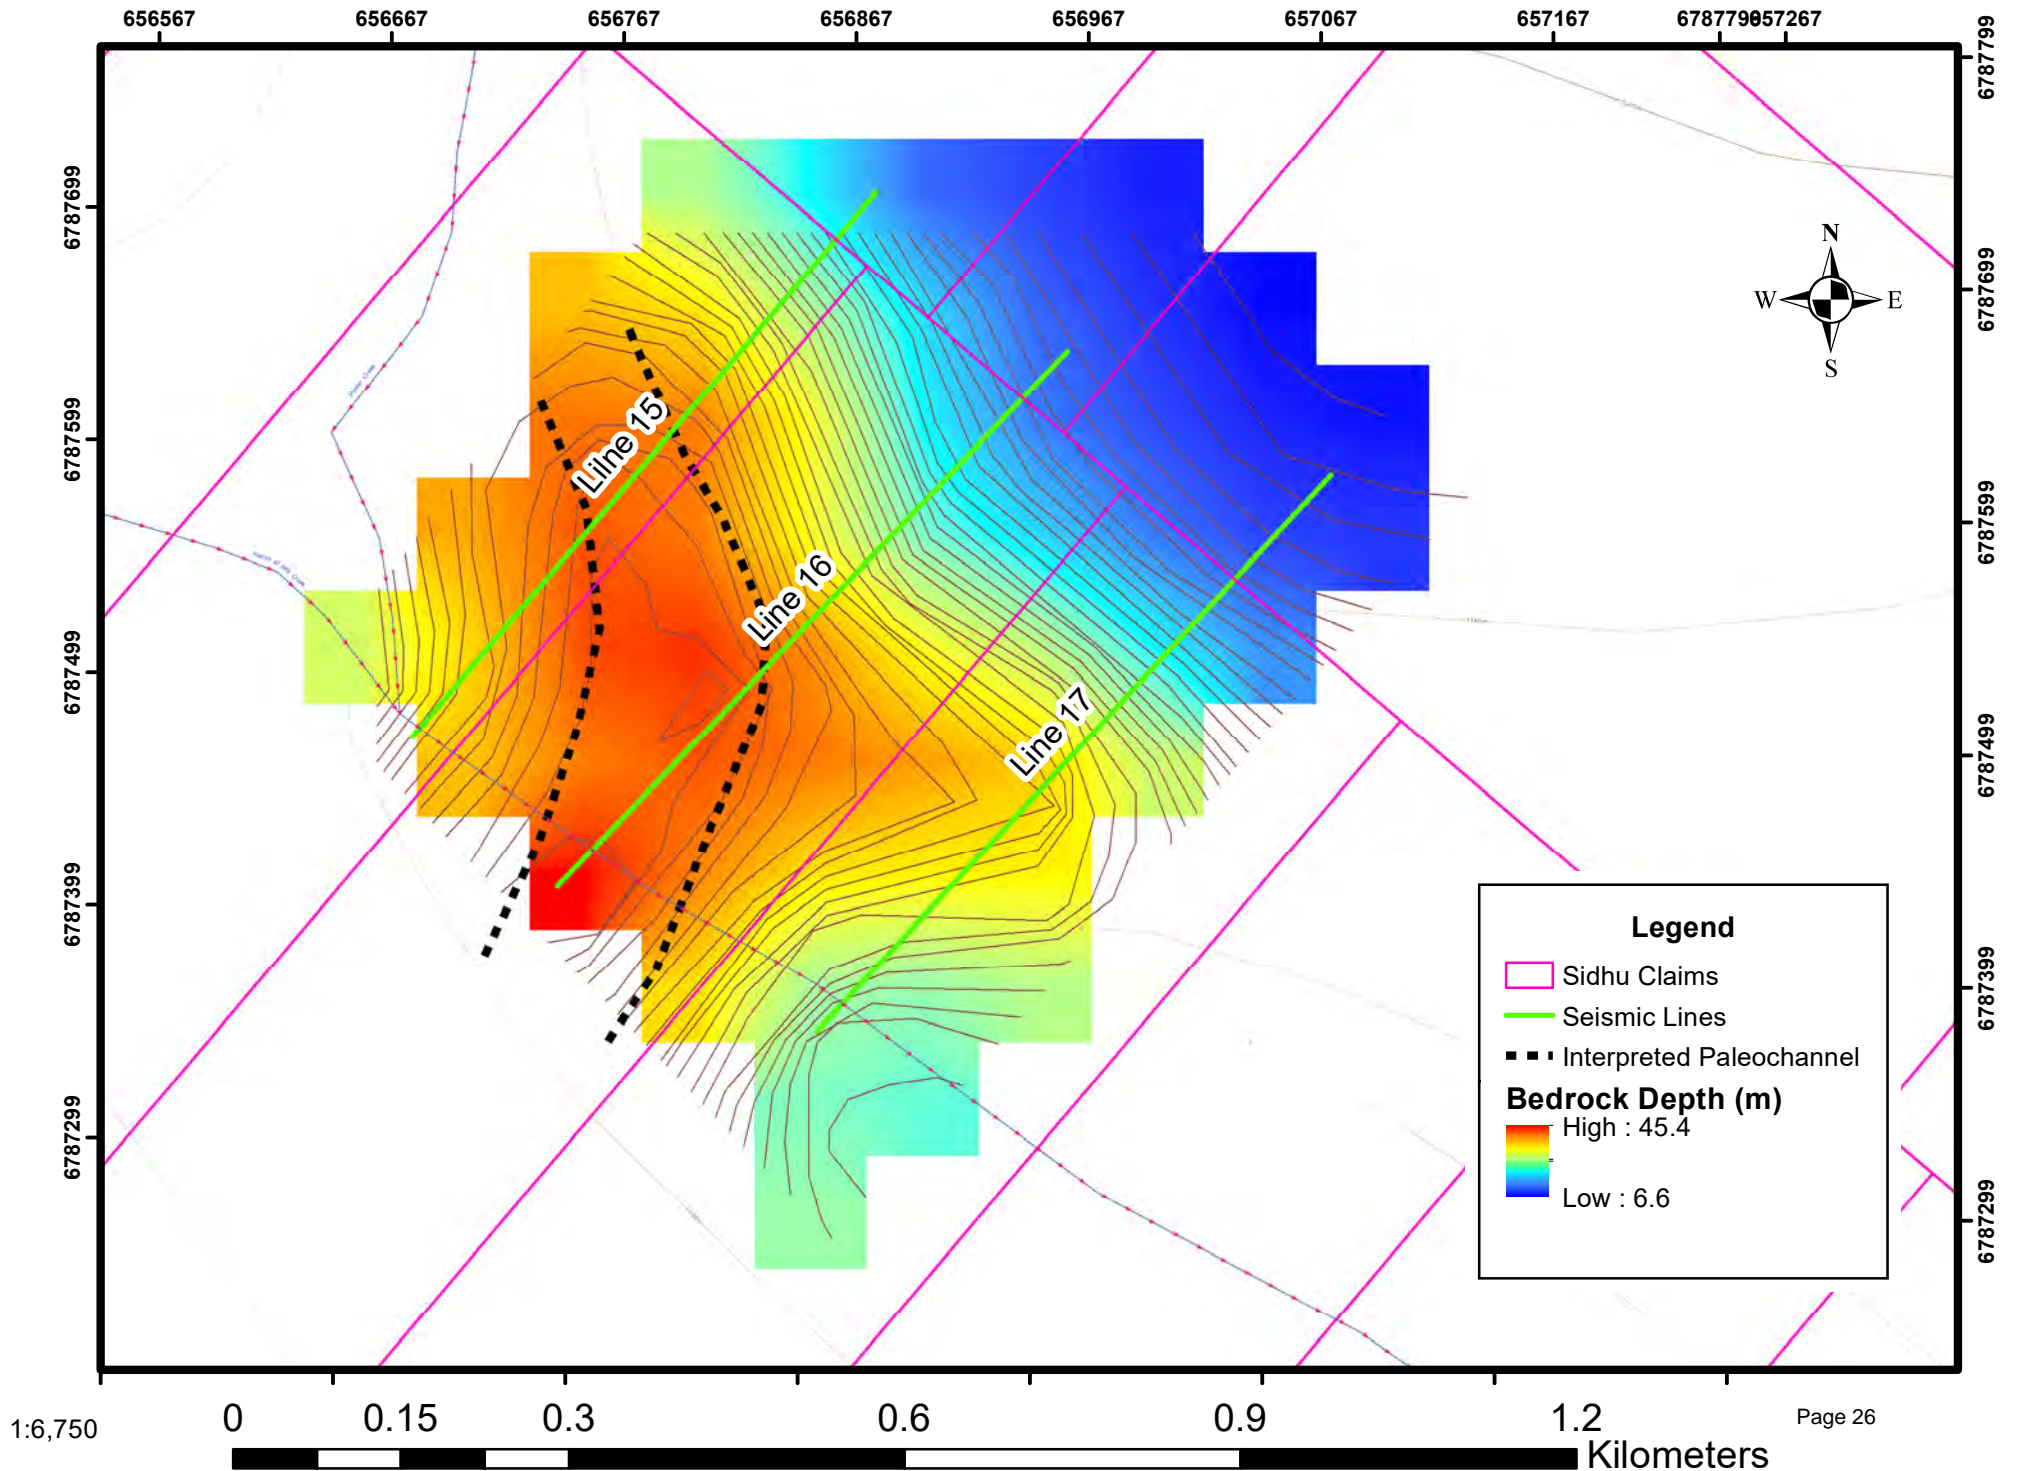 656567 656667 656767 656867 656967 657067 657167 6787799 657267
6787799
6787699
6787699
6787599
6787599
6787499
6787499
6787399
6787399
6787299
6787299
N
W E
S
Lilne 15
Line 16
Line 17
Legend
Sidhu Claims
Seismic Lines
Interpreted Paleochannel
Bedrock Depth (m)
High : 45.4
Low : 6.6
1:6,750
0 0.15 0.3 0.6 0.9 1.2
Kilometers
Page 26